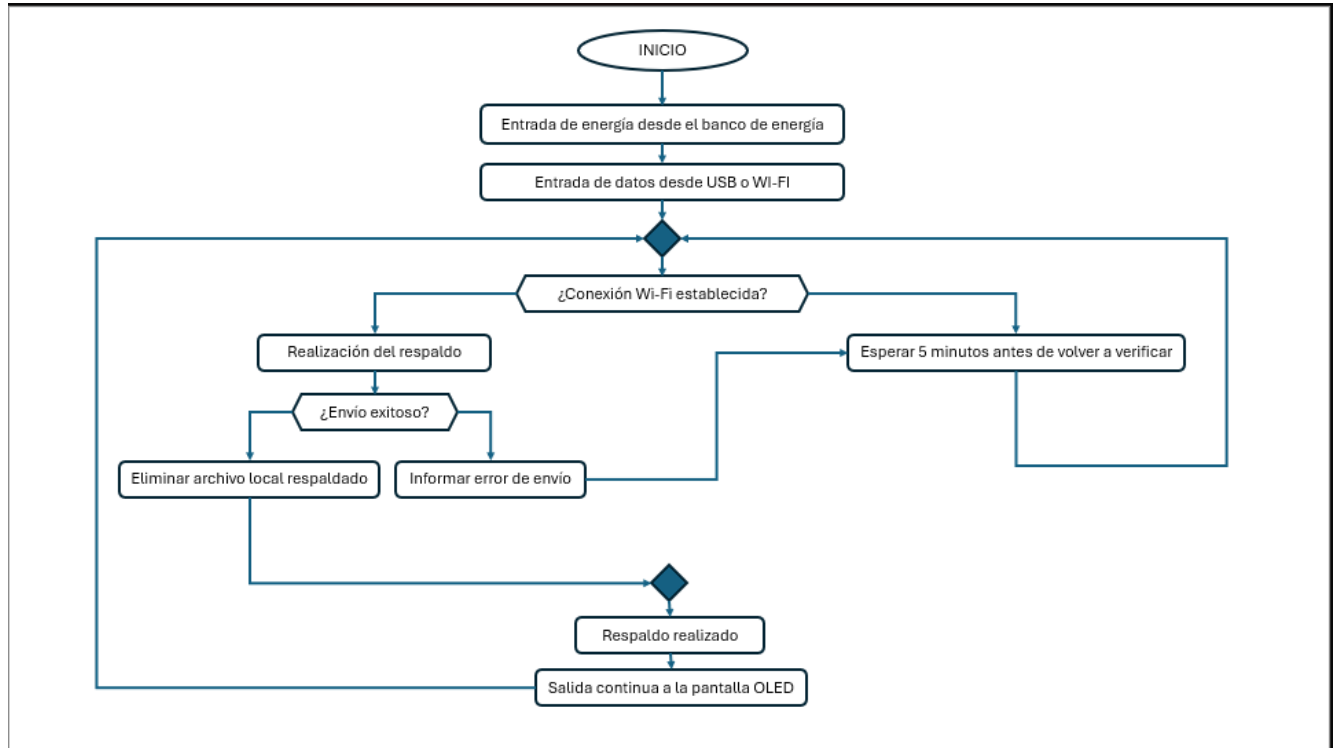 INICIO
Entrada de energía desde el banco de energía
Entrada de datos desde USB o WI-FI
¿Conexión Wi-Fi establecida?
Realización del respaldo
Esperar 5 minutos antes de volver a verificar
¿Envío exitoso?
Eliminar archivo local respaldado
Informar error de envío
Respaldo realizado
Salida continua a la pantalla OLED